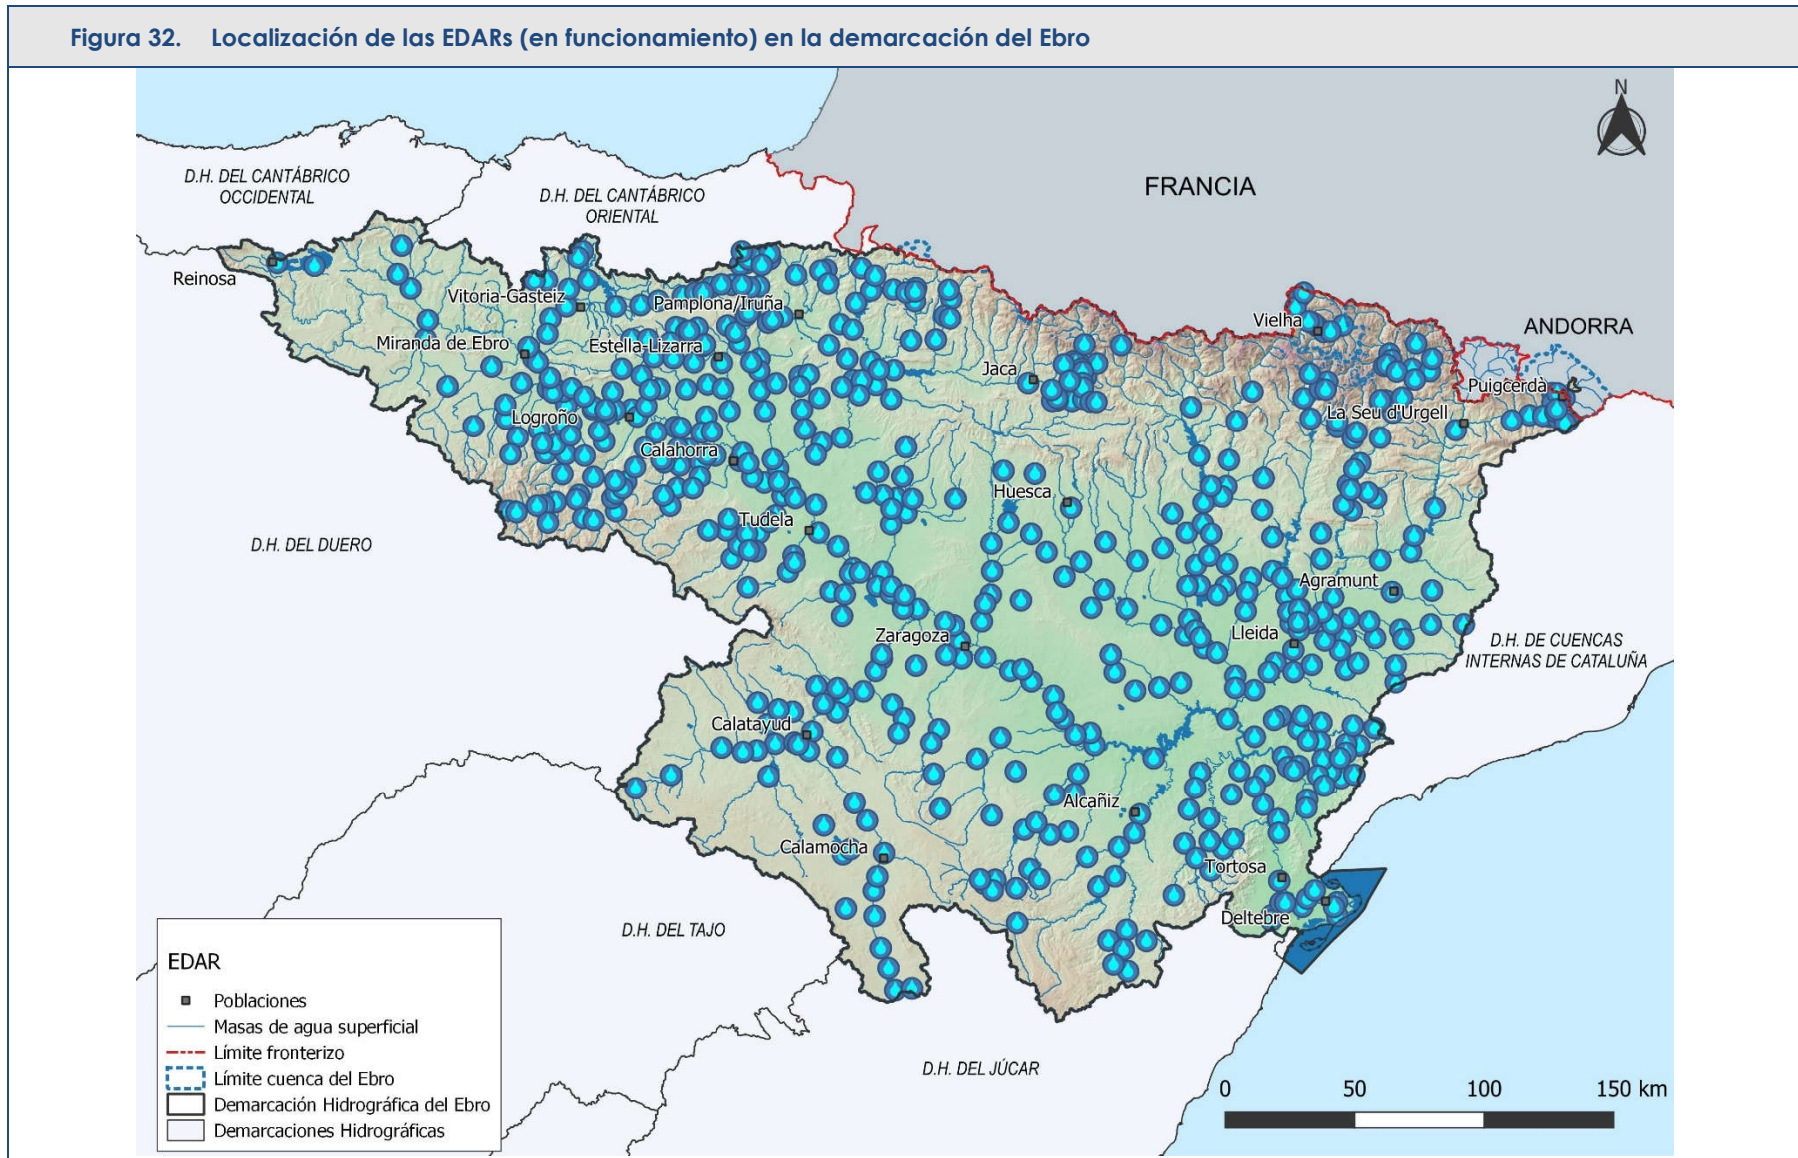 Figura 32. Localización de las EDARs (en funcionamiento) en la demarcación del Ebro
N
D.H. DEL CANTÁBRICO
OCCIDENTAL
D.H. DEL CANTÁBRICO
ORIENTAL
FRANCIA
Reinosa
Vitoria-Gasteiz
Pamplona/Iruña
Vielha
ANDORRA
Miranda de Ebro
Estella-Lizarra
Jaca
Puigcerdà
Logroño
La Seu d'Urgell
Calahorra
Huesca
Tudela
D.H. DEL DUERO
Agramunt
Zaragoza
Lleida
D.H. DE CUENCAS
INTERNAS DE CATALUÑA
Calatayud
Alcañiz
Calamocha
Tortosa
Deltebre
D.H. DEL TAJO
D.H. DEL JÚCAR
EDAR
Poblaciones
Masas de agua superficial
Límite fronterizo
Límite cuenca del Ebro
Demarcación Hidrográfica del Ebro
Demarcaciones Hidrográficas
0 50 100 150 km